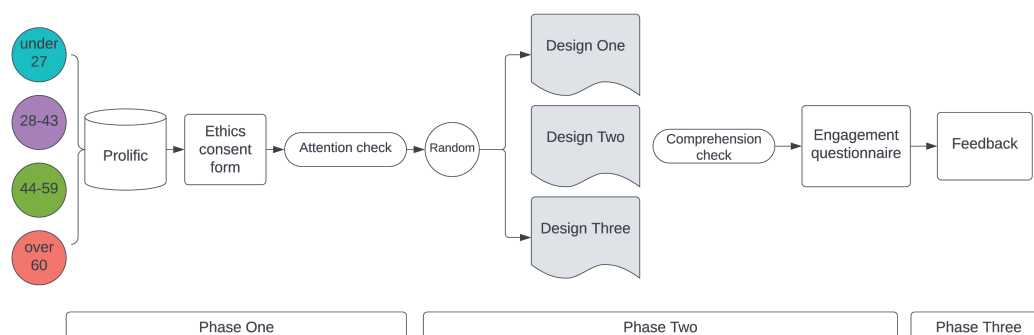 under
27
28-43
44-59
over
60
Prolific
Ethics
consent
form
Attention check
Random
Design One
Design Two
Design Three
Comprehension
check
Engagement
questionnaire
Feedback
Phase One
Phase Two
Phase Three